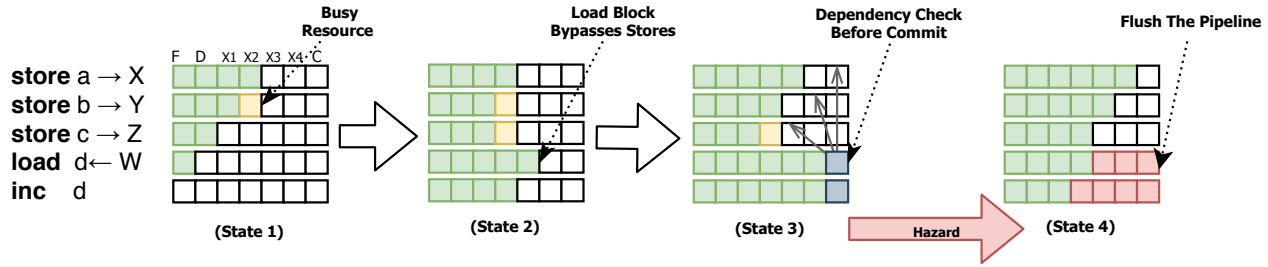 Busy
Resource
Load Block
Bypasses Stores
Dependency Check
Before Commit
Flush The Pipeline
F D X1 X2 X3 X4 C
store a → X
store b → Y
store c → Z
load d← W
inc d
(State 1)
(State 2)
(State 3)
Hazard
(State 4)